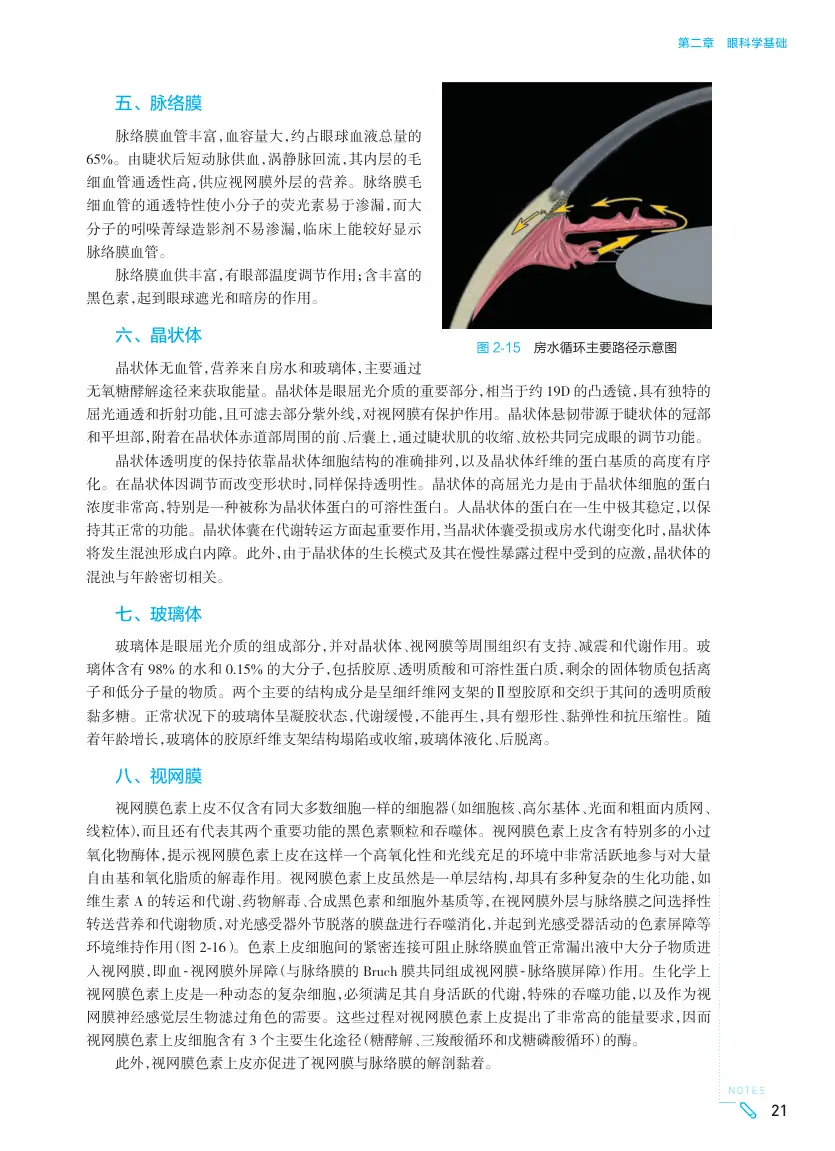 第二章 眼科学基础
五、脉络膜
脉络膜血管丰富,血容量大,约占眼球血液总量的
65%。由睫状后短动脉供血,涡静脉回流,其内层的毛
细血管通透性高,供应视网膜外层的营养。脉络膜毛
细血管的通透特性使小分子的荧光素易于渗漏,而大
分子的吲哚菁绿造影剂不易渗漏,临床上能较好显示
脉络膜血管。
脉络膜血供丰富,有眼部温度调节作用;含丰富的
黑色素,起到眼球遮光和暗房的作用。
图 2-15 房水循环主要路径示意图
六、晶状体
晶状体无血管,营养来自房水和玻璃体,主要通过
无氧糖酵解途径来获取能量。晶状体是眼屈光介质的重要部分,相当于约 19D 的凸透镜,具有独特的
屈光通透和折射功能,且可滤去部分紫外线,对视网膜有保护作用。晶状体悬韧带源于睫状体的冠部
和平坦部,附着在晶状体赤道部周围的前、后囊上,通过睫状肌的收缩、放松共同完成眼的调节功能。
晶状体透明度的保持依靠晶状体细胞结构的准确排列,以及晶状体纤维的蛋白基质的高度有序
化。在晶状体因调节而改变形状时,同样保持透明性。晶状体的高屈光力是由于晶状体细胞的蛋白
浓度非常高,特别是一种被称为晶状体蛋白的可溶性蛋白。人晶状体的蛋白在一生中极其稳定,以保
持其正常的功能。晶状体囊在代谢转运方面起重要作用,当晶状体囊受损或房水代谢变化时,晶状体
将发生混浊形成白内障。此外,由于晶状体的生长模式及其在慢性暴露过程中受到的应激,晶状体的
混浊与年龄密切相关。
七、玻璃体
玻璃体是眼屈光介质的组成部分,并对晶状体、视网膜等周围组织有支持、减震和代谢作用。玻
璃体含有 98% 的水和 0.15% 的大分子,包括胶原、透明质酸和可溶性蛋白质,剩余的固体物质包括离
子和低分子量的物质。两个主要的结构成分是呈细纤维网支架的Ⅱ型胶原和交织于其间的透明质酸
黏多糖。正常状况下的玻璃体呈凝胶状态,代谢缓慢,不能再生,具有塑形性、黏弹性和抗压缩性。随
着年龄增长,玻璃体的胶原纤维支架结构塌陷或收缩,玻璃体液化、后脱离。
八、视网膜
视网膜色素上皮不仅含有同大多数细胞一样的细胞器(如细胞核、高尔基体、光面和粗面内质网、
线粒体),而且还有代表其两个重要功能的黑色素颗粒和吞噬体。视网膜色素上皮含有特别多的小过
氧化物酶体,提示视网膜色素上皮在这样一个高氧化性和光线充足的环境中非常活跃地参与对大量
自由基和氧化脂质的解毒作用。视网膜色素上皮虽然是一单层结构,却具有多种复杂的生化功能,如
维生素 A 的转运和代谢、药物解毒、合成黑色素和细胞外基质等,在视网膜外层与脉络膜之间选择性
转送营养和代谢物质,对光感受器外节脱落的膜盘进行吞噬消化,并起到光感受器活动的色素屏障等
环境维持作用(图 2-16)。色素上皮细胞间的紧密连接可阻止脉络膜血管正常漏出液中大分子物质进
入视网膜,即血-视网膜外屏障(与脉络膜的 Bruch 膜共同组成视网膜-脉络膜屏障)作用。生化学上
视网膜色素上皮是一种动态的复杂细胞,必须满足其自身活跃的代谢,特殊的吞噬功能,以及作为视
网膜神经感觉层生物滤过角色的需要。这些过程对视网膜色素上皮提出了非常高的能量要求,因而
视网膜色素上皮细胞含有 3 个主要生化途径(糖酵解、三羧酸循环和戊糖磷酸循环)的酶。
此外,视网膜色素上皮亦促进了视网膜与脉络膜的解剖黏着。
NOTES
21